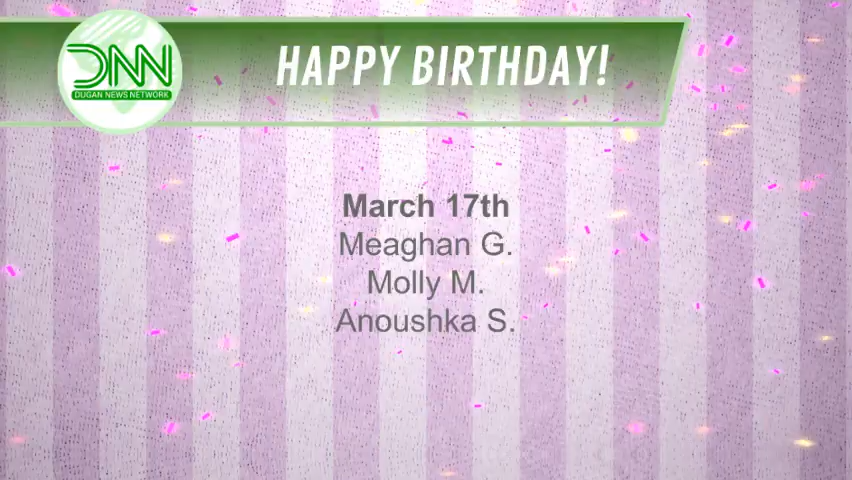 DNN
DUGAN NEWS NETWORK
HAPPY BIRTHDAY!
March 17th
Meaghan G.
Molly M.
Anoushka S.